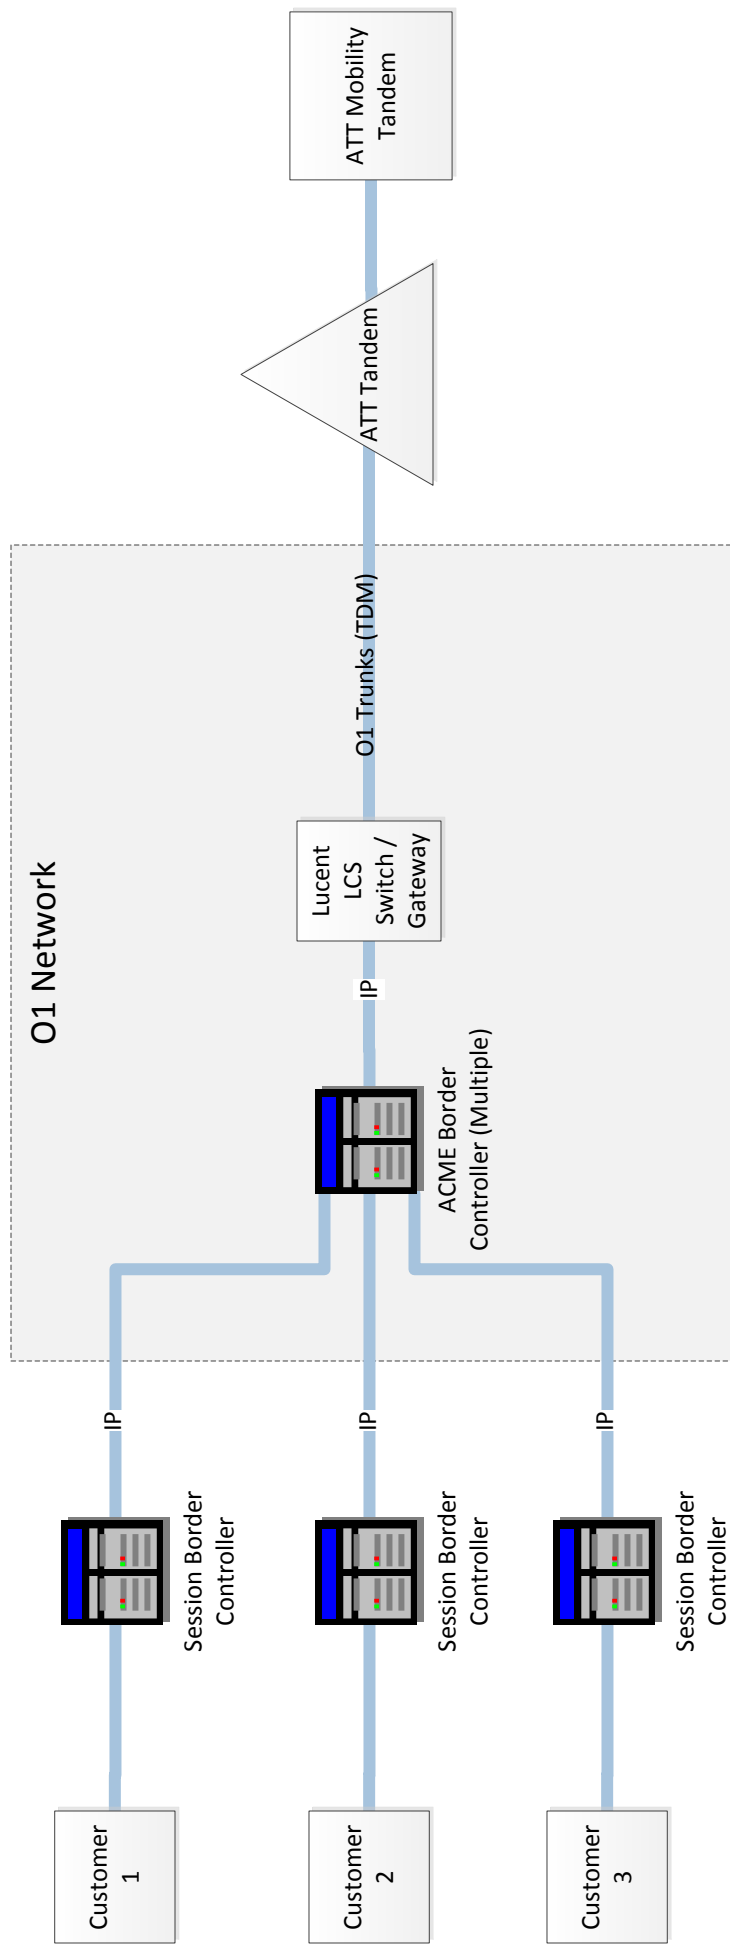 O1 Network
Customer
1
Session Border
Controller
IP
Customer
2
Session Border
Controller
IP
Customer
3
Session Border
Controller
IP
ACME Border
Controller (Multiple)
IP
Lucent
LCS
Switch /
Gateway
O1 Trunks (TDM)
ATT Tandem
ATT Mobility
Tandem